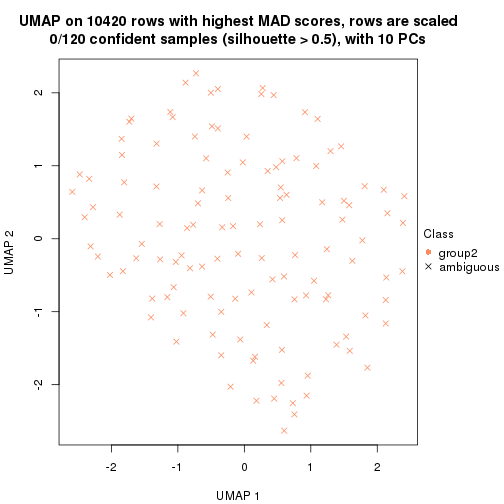 UMAP on 10420 rows with highest MAD scores, rows are scaled
0/120 confident samples (silhouette > 0.5), with 10 PCs
2
1
0
-1
-2
UMAP 2
-2
-1
0
1
2
UMAP 1
Class
group2
ambiguous